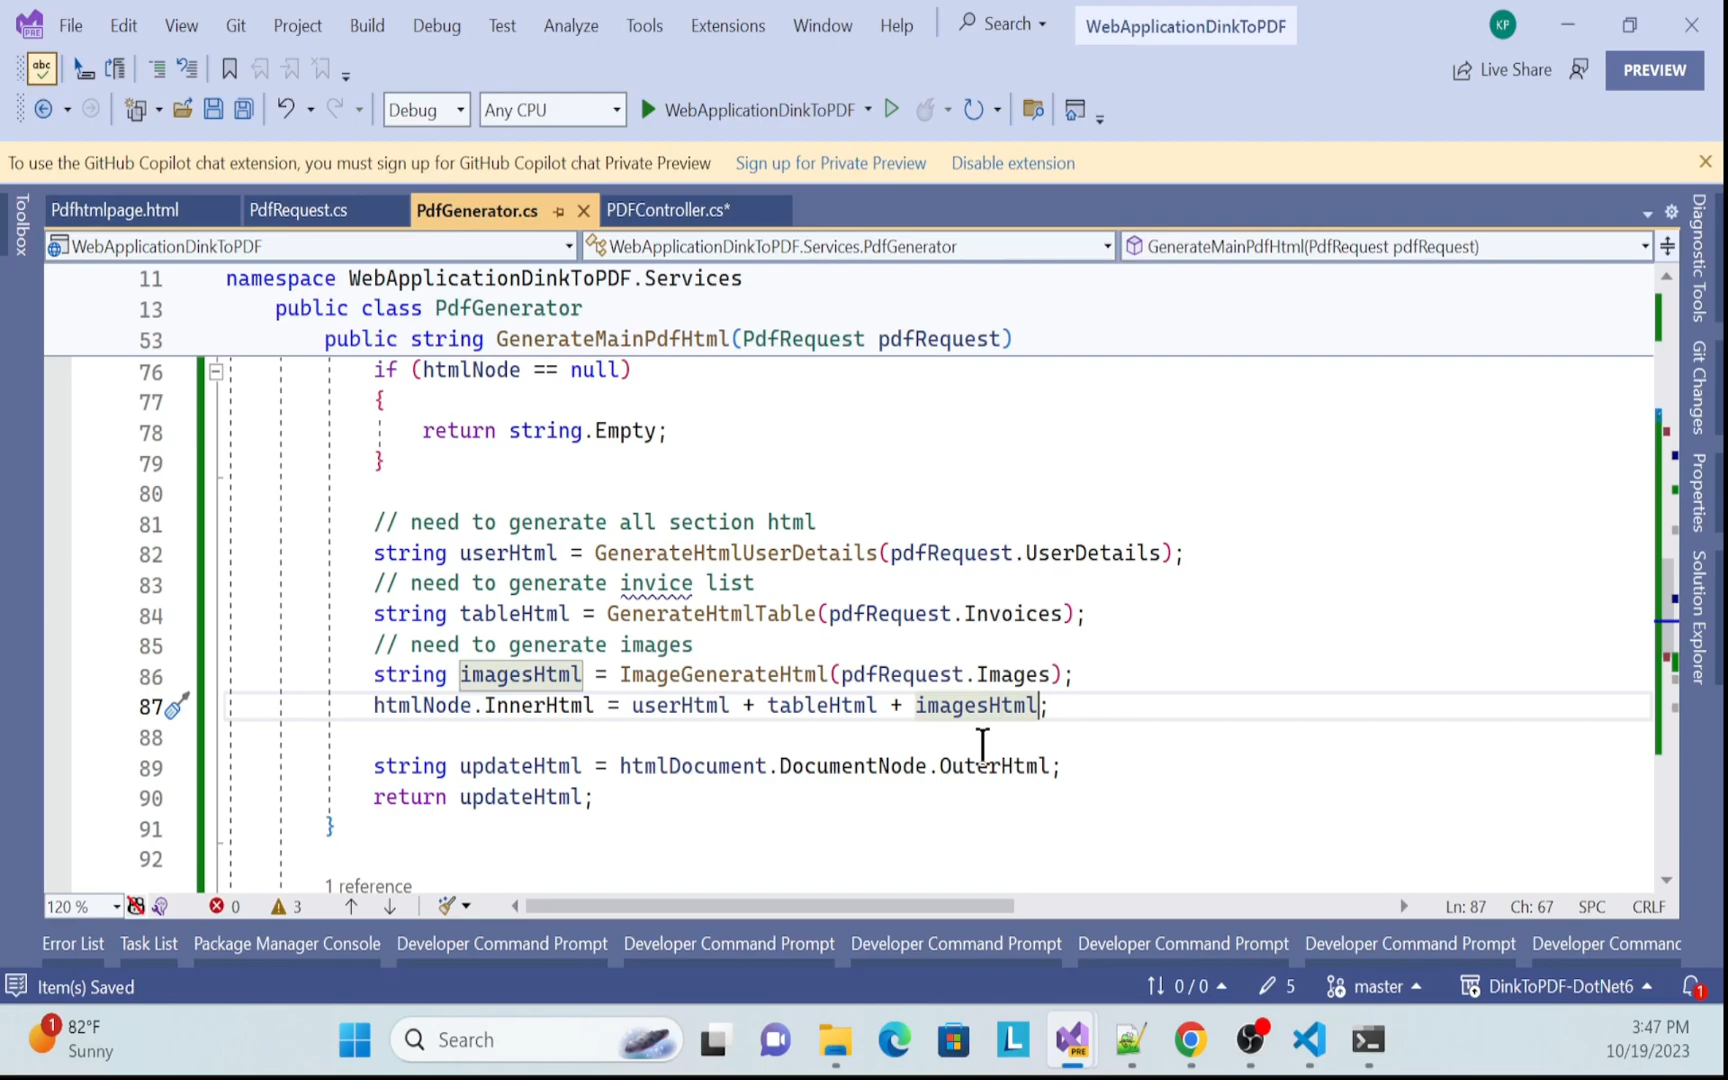 PRE
File Edit View Git Project Build Debug Test Analyze Tools Extensions Window Help Search WebApplicationDinkToPDF KP
abc Live Share PREVIEW
Debug Any CPU WebApplicationDinkToPDF
To use the GitHub Copilot chat extension, you must sign up for GitHub Copilot chat Private Preview Sign up for Private Preview Disable extension
Toolbox
Pdfhtmlpage.html PdfRequest.cs PdfGenerator.cs PDFController.cs*
WebApplicationDinkToPDF WebApplicationDinkToPDF.Services.PdfGenerator GenerateMainPdfHtml(PdfRequest pdfRequest)
11 namespace WebApplicationDinkToPDF.Services
13 public class PdfGenerator
53 public string GenerateMainPdfHtml(PdfRequest pdfRequest)
76 if (htmlNode == null)
77 {
78 return string.Empty;
79 }
80
81 // need to generate all section html
82 string userHtml = GenerateHtmlUserDetails(pdfRequest.UserDetails);
83 // need to generate invice list
84 string tableHtml = GenerateHtmlTable(pdfRequest.Invoices);
85 // need to generate images
86 string imagesHtml = ImageGenerateHtml(pdfRequest.Images);
87 htmlNode.InnerHtml = userHtml + tableHtml + imagesHtml;
88
89 string updateHtml = htmlDocument.DocumentNode.OuterHtml;
90 return updateHtml;
91 }
92
1 reference
Diagnostic Tools
Git Changes
Properties
Solution Explorer
120 % 0 3 Ln: 87 Ch: 67 SPC CRLF
Error List Task List Package Manager Console Developer Command Prompt Developer Command Prompt Developer Command Prompt Developer Command Prompt Developer Command Prompt Developer Commanc
Item(s) Saved 0 / 0 5 master DinkToPDF-DotNet6 1
1 82°F
Sunny
Search
L
PRE
3:47 PM
10/19/2023